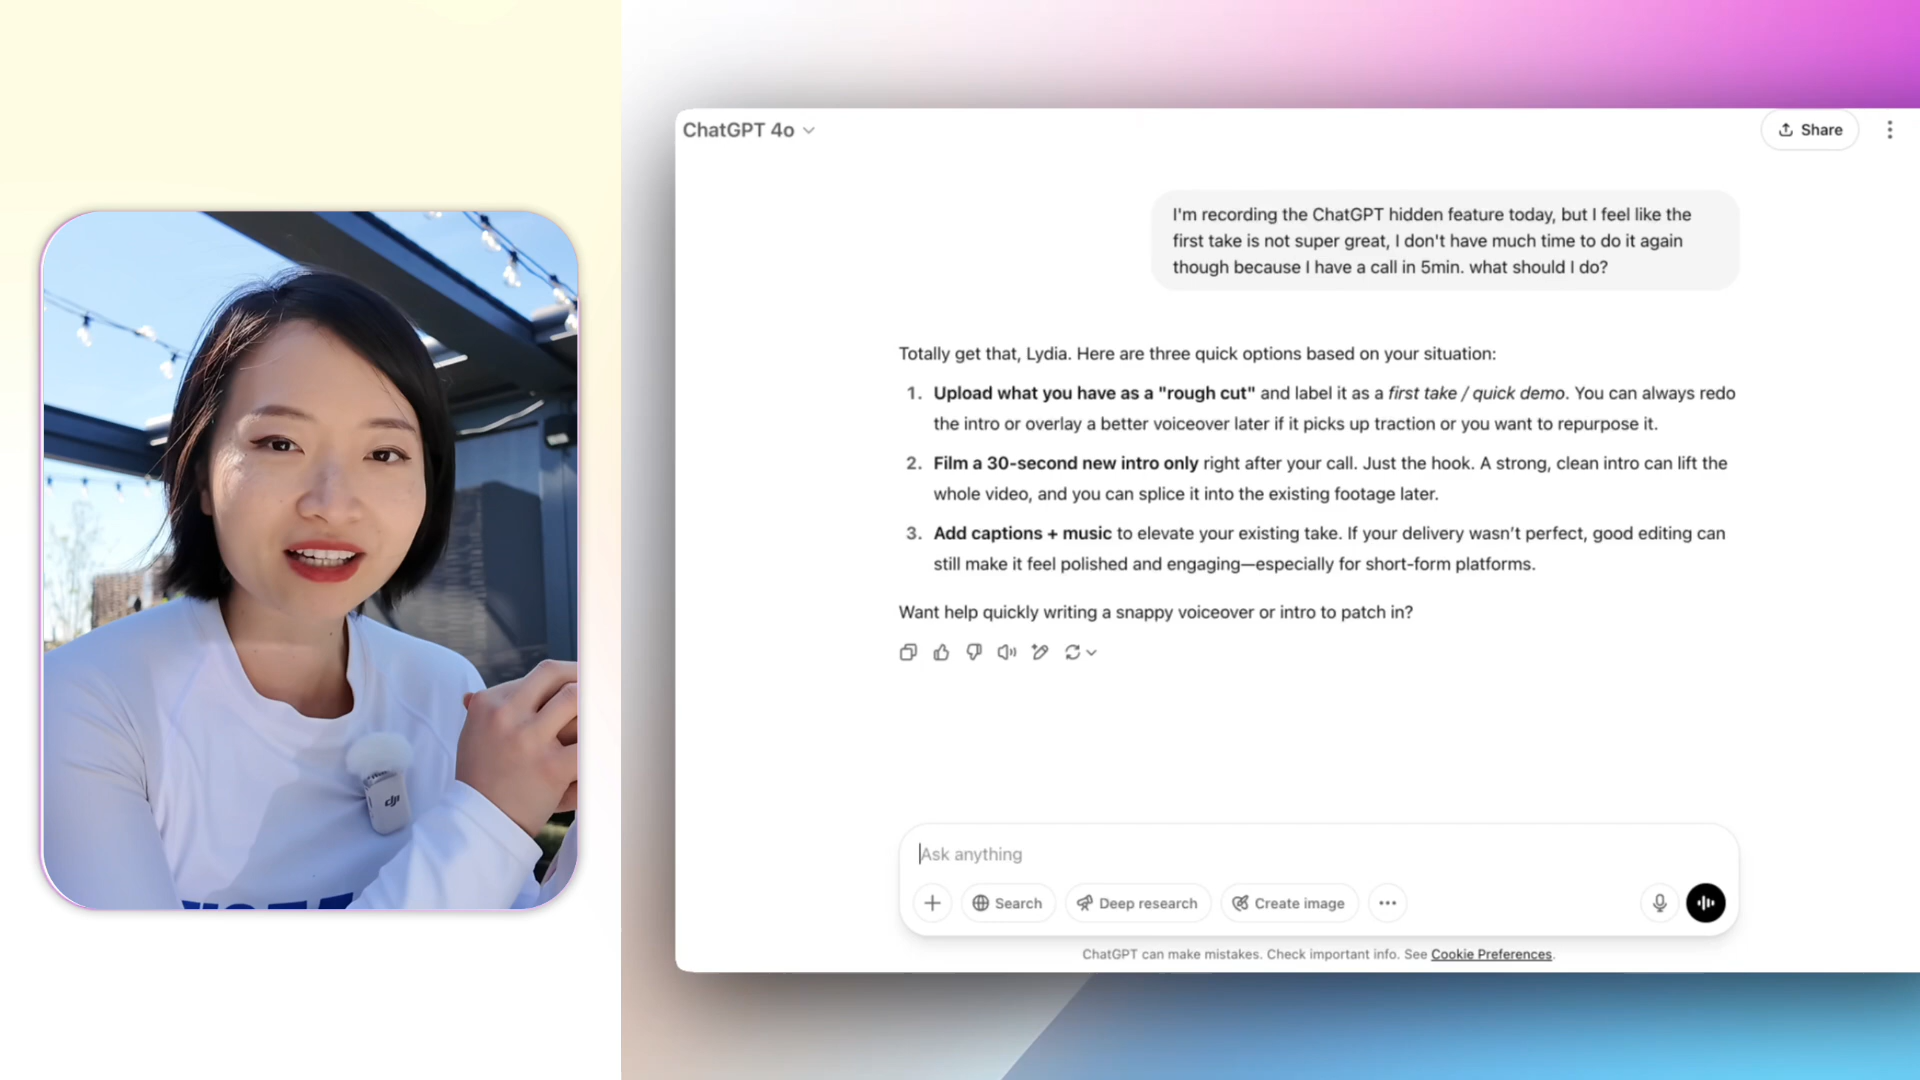 ChatGPT 4o
Share
I'm recording the ChatGPT hidden feature today, but I feel like the
first take is not super great, I don't have much time to do it again
though because I have a call in 5min. what should I do?
Totally get that, Lydia. Here are three quick options based on your situation:
1. Upload what you have as a "rough cut" and label it as a first take / quick demo. You can always redo
the intro or overlay a better voiceover later if it picks up traction or you want to repurpose it.
2. Film a 30-second new intro only right after your call. Just the hook. A strong, clean intro can lift the
whole video, and you can splice it into the existing footage later.
3. Add captions + music to elevate your existing take. If your delivery wasn’t perfect, good editing can
still make it feel polished and engaging—especially for short-form platforms.
Want help quickly writing a snappy voiceover or intro to patch in?
dji
Ask anything
Search
Deep research
Create image
ChatGPT can make mistakes. Check important info. See Cookie Preferences.